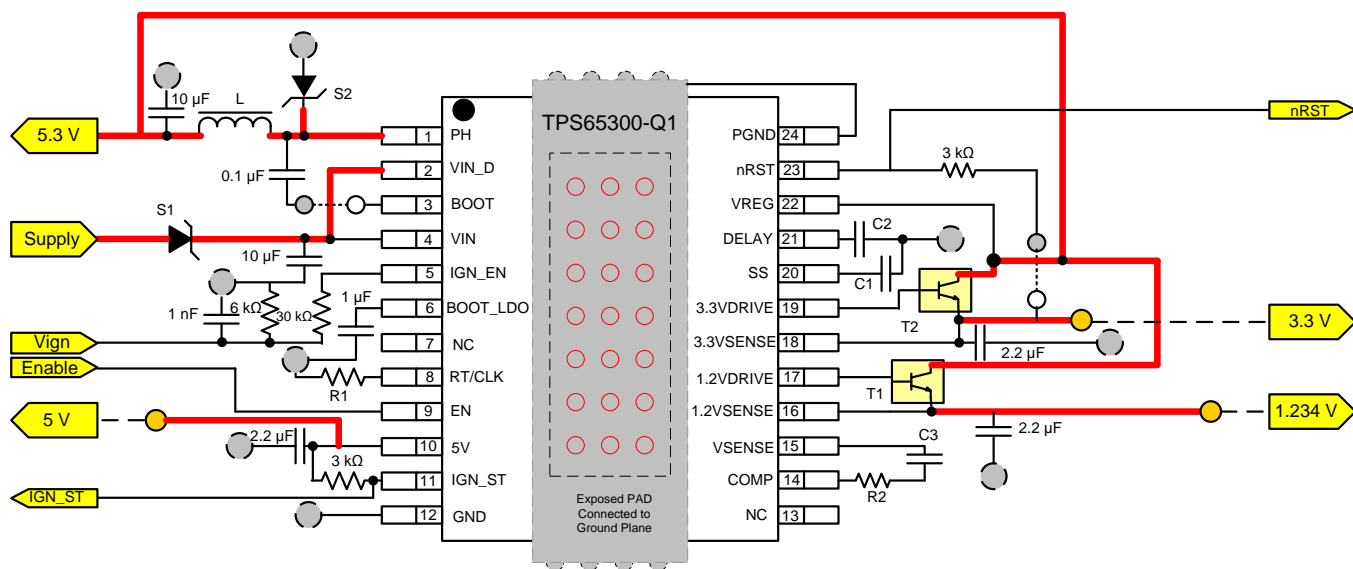 S2
10 µF
L
5.3 V
0.1 µF
S1
Supply
10 µF
1 nF
6 kΩ
30 kΩ
1 µF
Vign
Enable
R1
5 V
2.2 µF
3 kΩ
IGN_ST
TPS65300-Q1
1 PH
2 VIN_D
3 BOOT
4 VIN
5 IGN_EN
6 BOOT_LDO
7 NC
8 RT/CLK
9 EN
10 5V
11 IGN_ST
12 GND
Exposed PAD
Connected to
Ground Plane
PGND 24
nRST 23
VREG 22
DELAY 21
SS 20
3.3VDRIVE 19
3.3VSENSE 18
1.2VDRIVE 17
1.2VSENSE 16
VSENSE 15
COMP 14
NC 13
nRST
3 kΩ
C2
C1
T2
3.3 V
2.2 µF
T1
1.234 V
2.2 µF
C3
R2